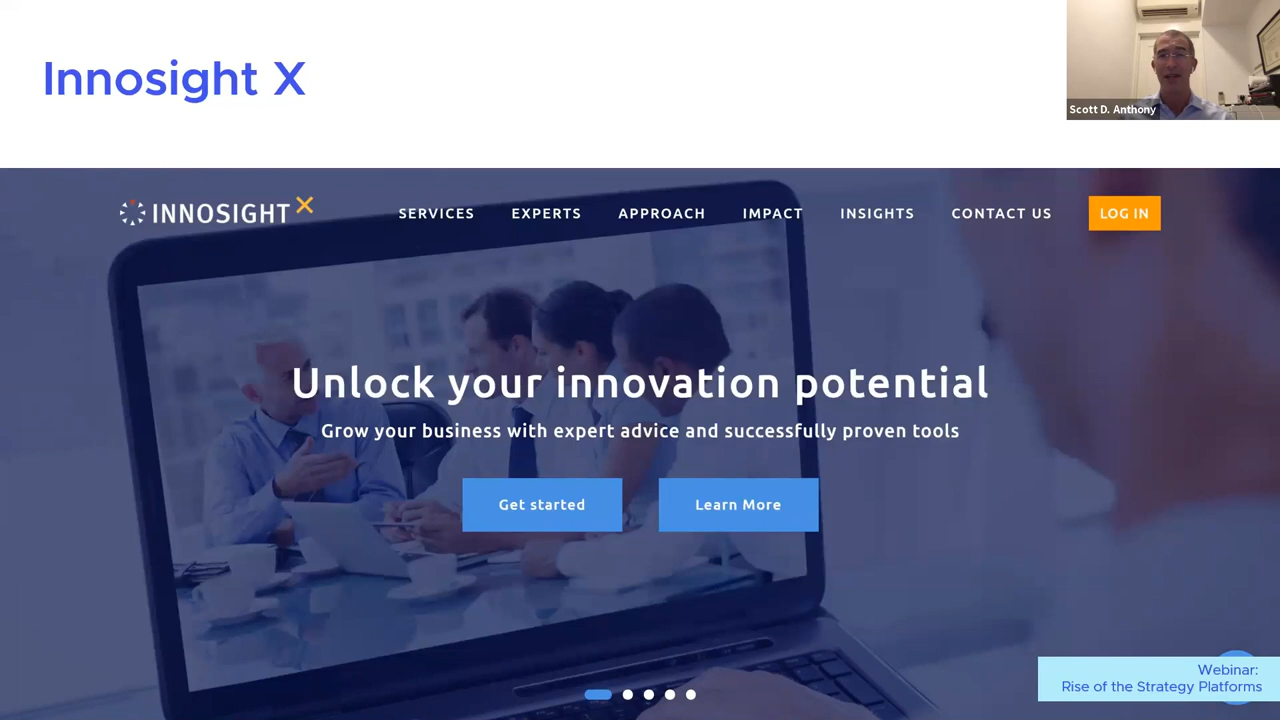 Innosight X
Scott D. Anthony
INNOSIGHT X
SERVICES EXPERTS APPROACH IMPACT INSIGHTS CONTACT US LOG IN
Unlock your innovation potential
Grow your business with expert advice and successfully proven tools
Get started Learn More
Webinar:
Rise of the Strategy Platforms